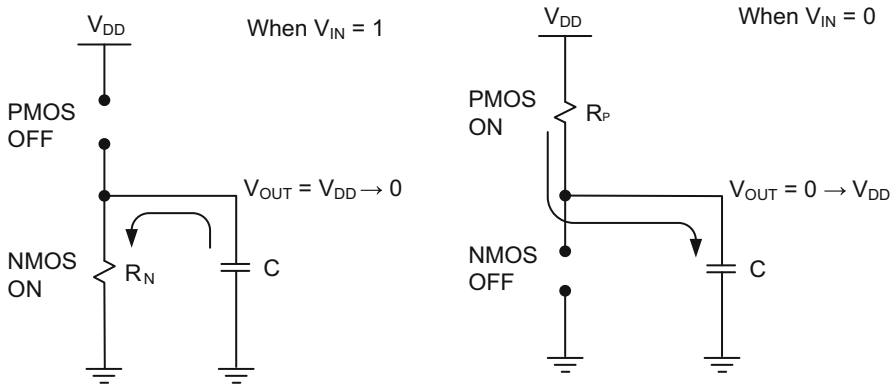 V_DD
When V_IN = 1
PMOS
OFF
V_OUT = V_DD → 0
NMOS
ON
R_N
C
V_DD
When V_IN = 0
PMOS
ON
R_P
V_OUT = 0 → V_DD
NMOS
OFF
C